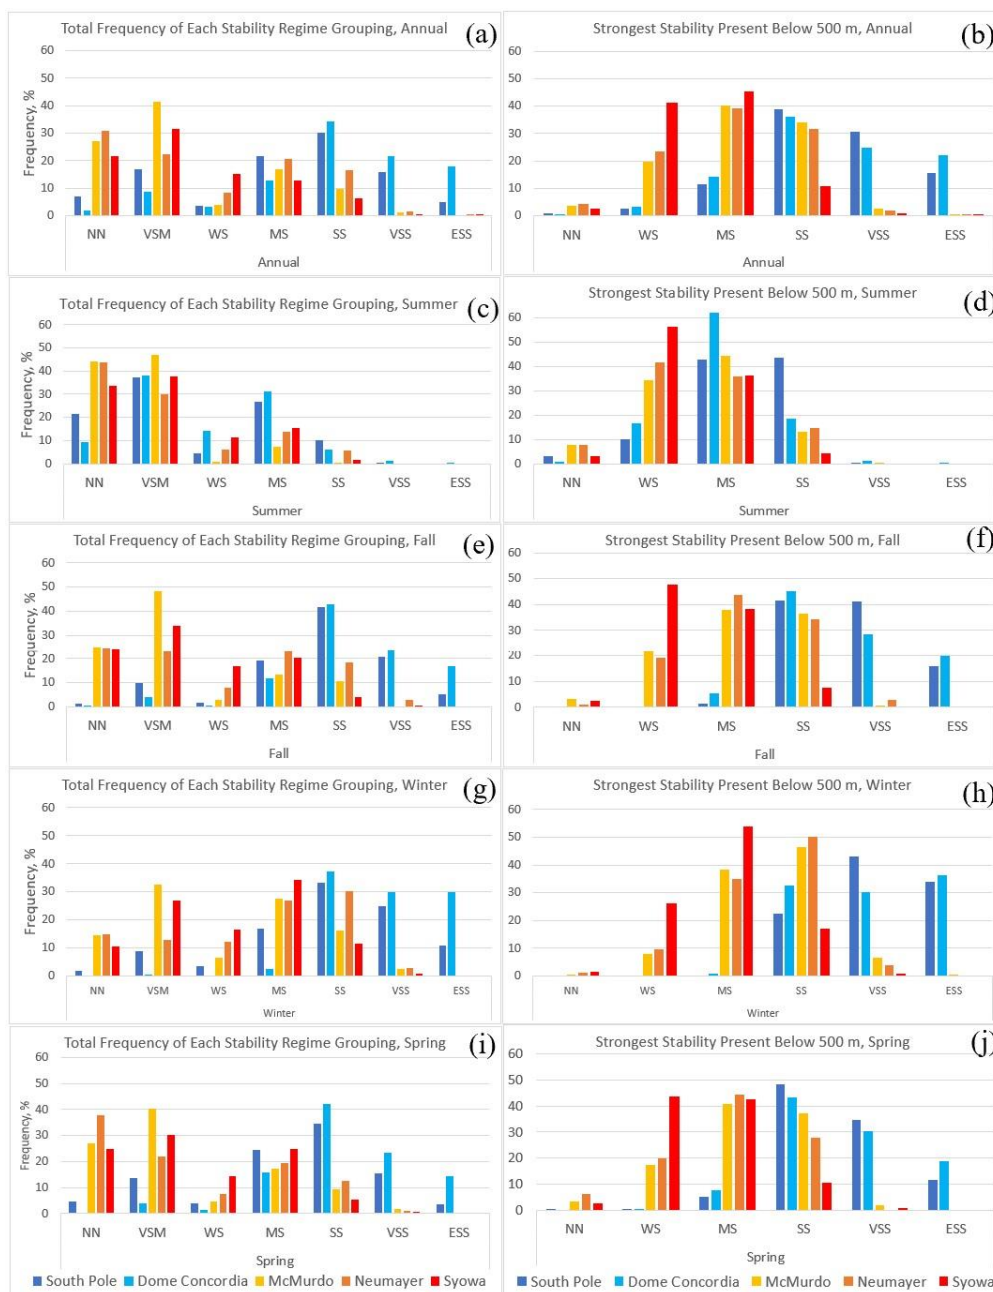 Total Frequency of Each Stability Regime Grouping, Annual (a)
Frequency, %
60
50
40
30
20
10
0
NN VSM WS MS SS VSS ESS
Annual
Strongest Stability Present Below 500 m, Annual (b)
60
50
40
30
20
10
0
NN WS MS SS VSS ESS
Annual
Total Frequency of Each Stability Regime Grouping, Summer (c)
Frequency, %
60
50
40
30
20
10
0
NN VSM WS MS SS VSS ESS
Summer
Strongest Stability Present Below 500 m, Summer (d)
60
50
40
30
20
10
0
NN WS MS SS VSS ESS
Summer
Total Frequency of Each Stability Regime Grouping, Fall (e)
Frequency, %
60
50
40
30
20
10
0
NN VSM WS MS SS VSS ESS
Fall
Strongest Stability Present Below 500 m, Fall (f)
60
50
40
30
20
10
0
NN WS MS SS VSS ESS
Fall
Total Frequency of Each Stability Regime Grouping, Winter (g)
Frequency, %
60
50
40
30
20
10
0
NN VSM WS MS SS VSS ESS
Winter
Strongest Stability Present Below 500 m, Winter (h)
60
50
40
30
20
10
0
NN WS MS SS VSS ESS
Winter
Total Frequency of Each Stability Regime Grouping, Spring (i)
Frequency, %
60
50
40
30
20
10
0
NN VSM WS MS SS VSS ESS
Spring
South Pole Dome Concordia McMurdo Neumayer Syowa
Strongest Stability Present Below 500 m, Spring (j)
60
50
40
30
20
10
0
NN WS MS SS VSS ESS
Spring
South Pole Dome Concordia McMurdo Neumayer Syowa